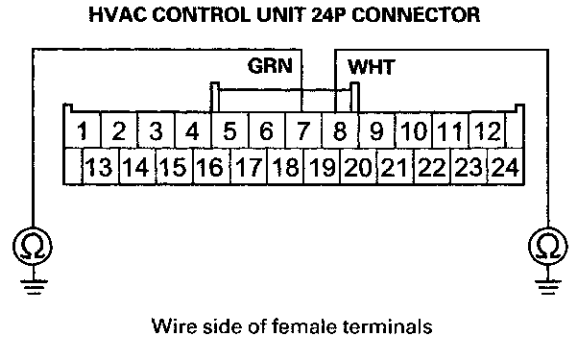 HVAC CONTROL UNIT 24P CONNECTOR
GRN WHT
1 2 3 4 5 6 7 8 9 10 11 12
13 14 15 16 17 18 19 20 21 22 23 24
Ω Ω
Wire side of female terminals